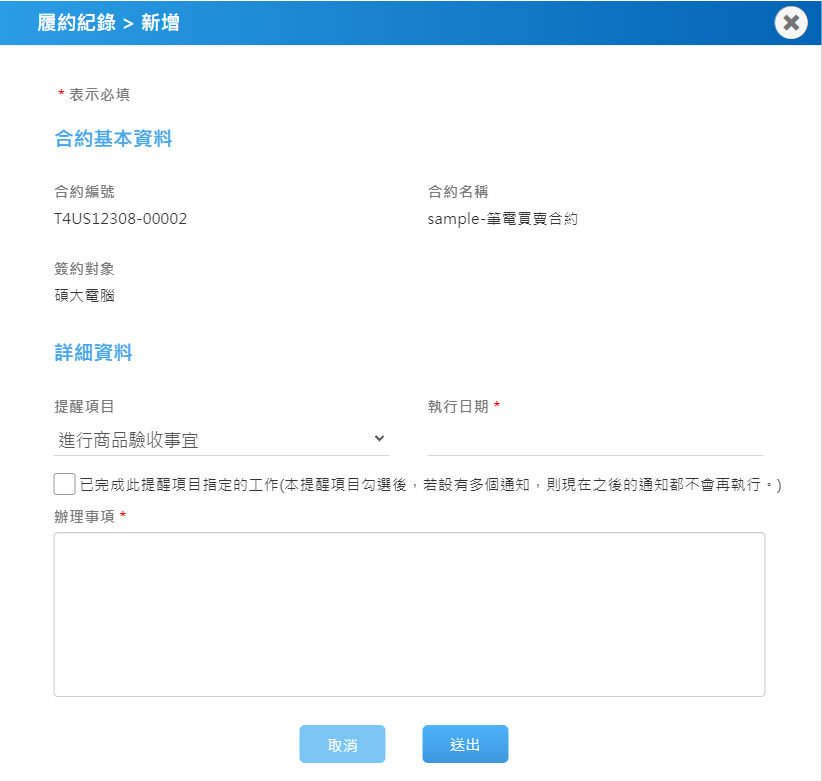 履約紀錄 > 新增
* 表示必填
合約基本資料
合約編號
合約名稱
T4US12308-00002
sample-筆電買賣合約
簽約對象
碩大電腦
詳細資料
提醒項目
執行日期 *
進行商品驗收事宜
已完成此提醒項目指定的工作(本提醒項目勾選後，若設有多個通知，則現在之後的通知都不會再執行。)
辦理事項 *
取消
送出